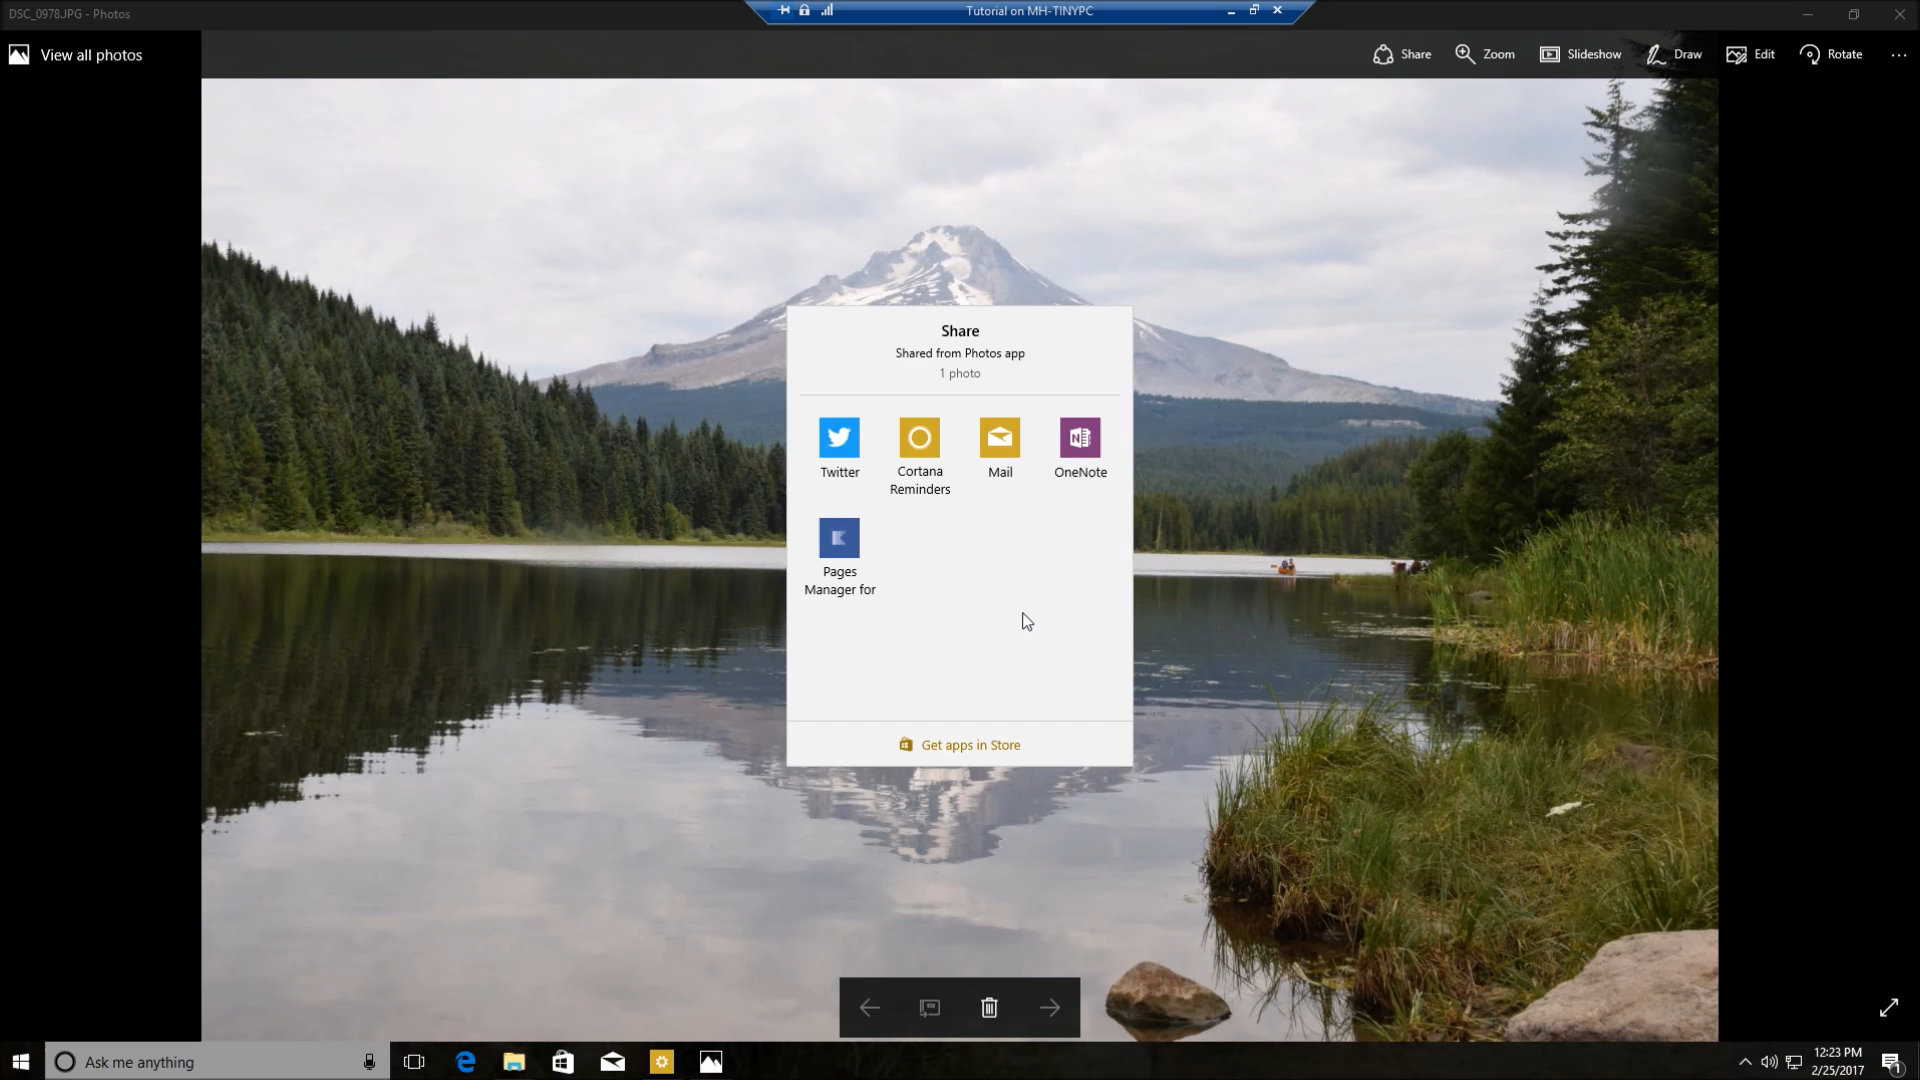 DSC_0978.JPG - Photos
Tutorial on MH-TINYPC
View all photos
Share
Zoom
Slideshow
Draw
Edit
Rotate
Share
Shared from Photos app
1 photo
Twitter
Cortana
Reminders
Mail
OneNote
Pages
Manager for
Get apps in Store
Ask me anything
12:23 PM
2/25/2017
1